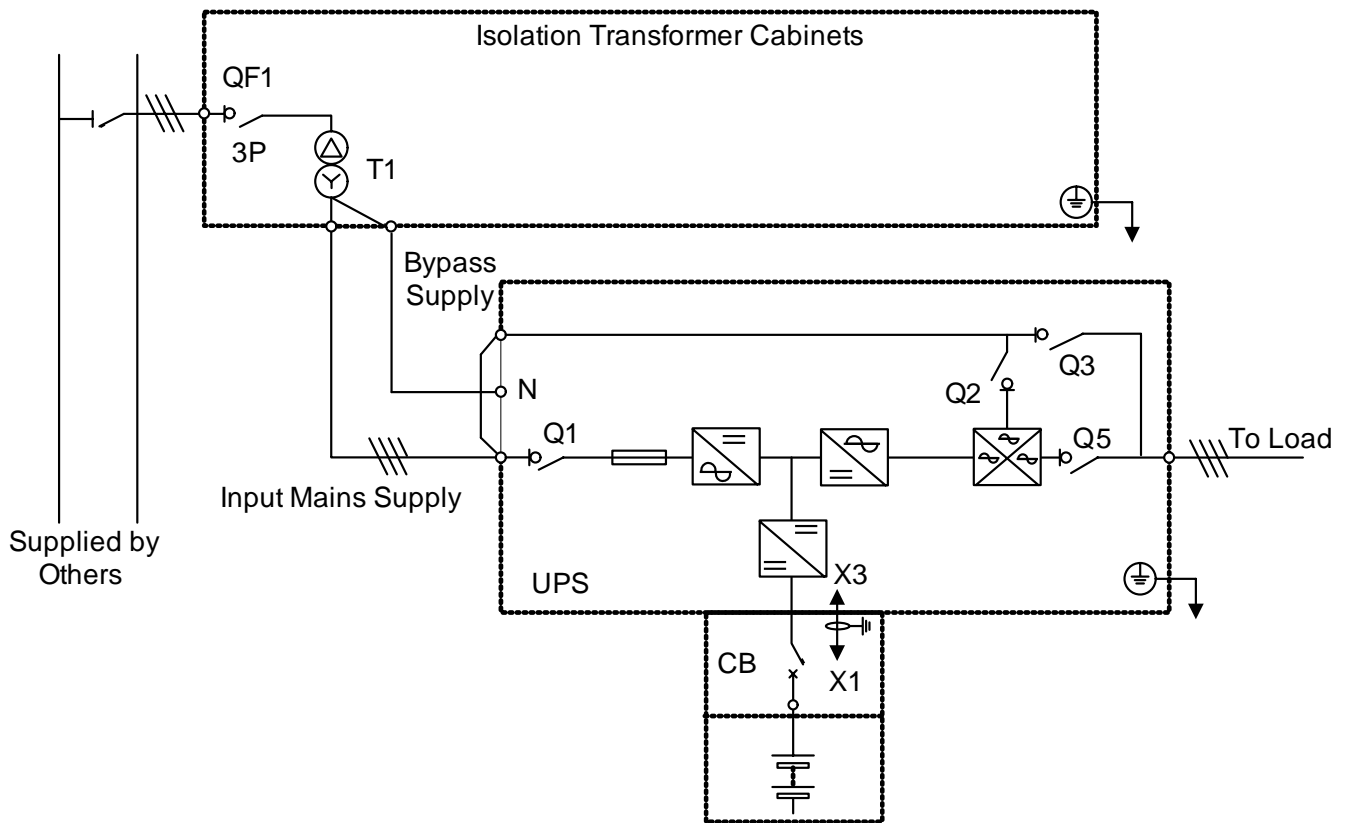 Isolation Transformer Cabinets
QF1
3P
T1
Bypass
Supply
N
Q1
Q2
Q3
Q5
To Load
Input Mains Supply
Supplied by
Others
UPS
X3
CB
X1